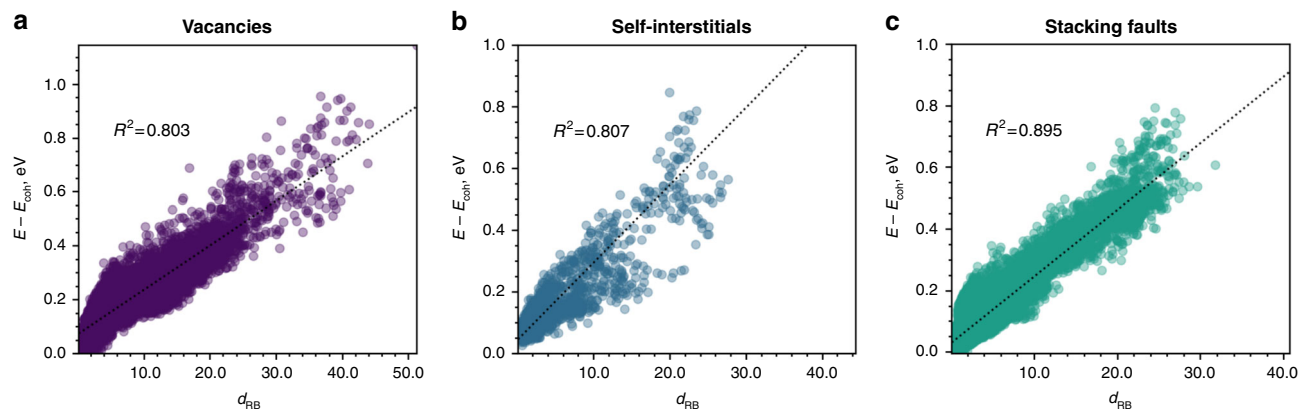 a
Vacancies
1.0
0.8
0.6
0.4
0.2
0.0
E – E_coh, eV
R²=0.803
10.0 20.0 30.0 40.0 50.0
d_RB
b
Self-interstitials
1.0
0.8
0.6
0.4
0.2
0.0
E – E_coh, eV
R²=0.807
10.0 20.0 30.0 40.0
d_RB
c
Stacking faults
1.0
0.8
0.6
0.4
0.2
0.0
E – E_coh, eV
R²=0.895
10.0 20.0 30.0 40.0
d_RB